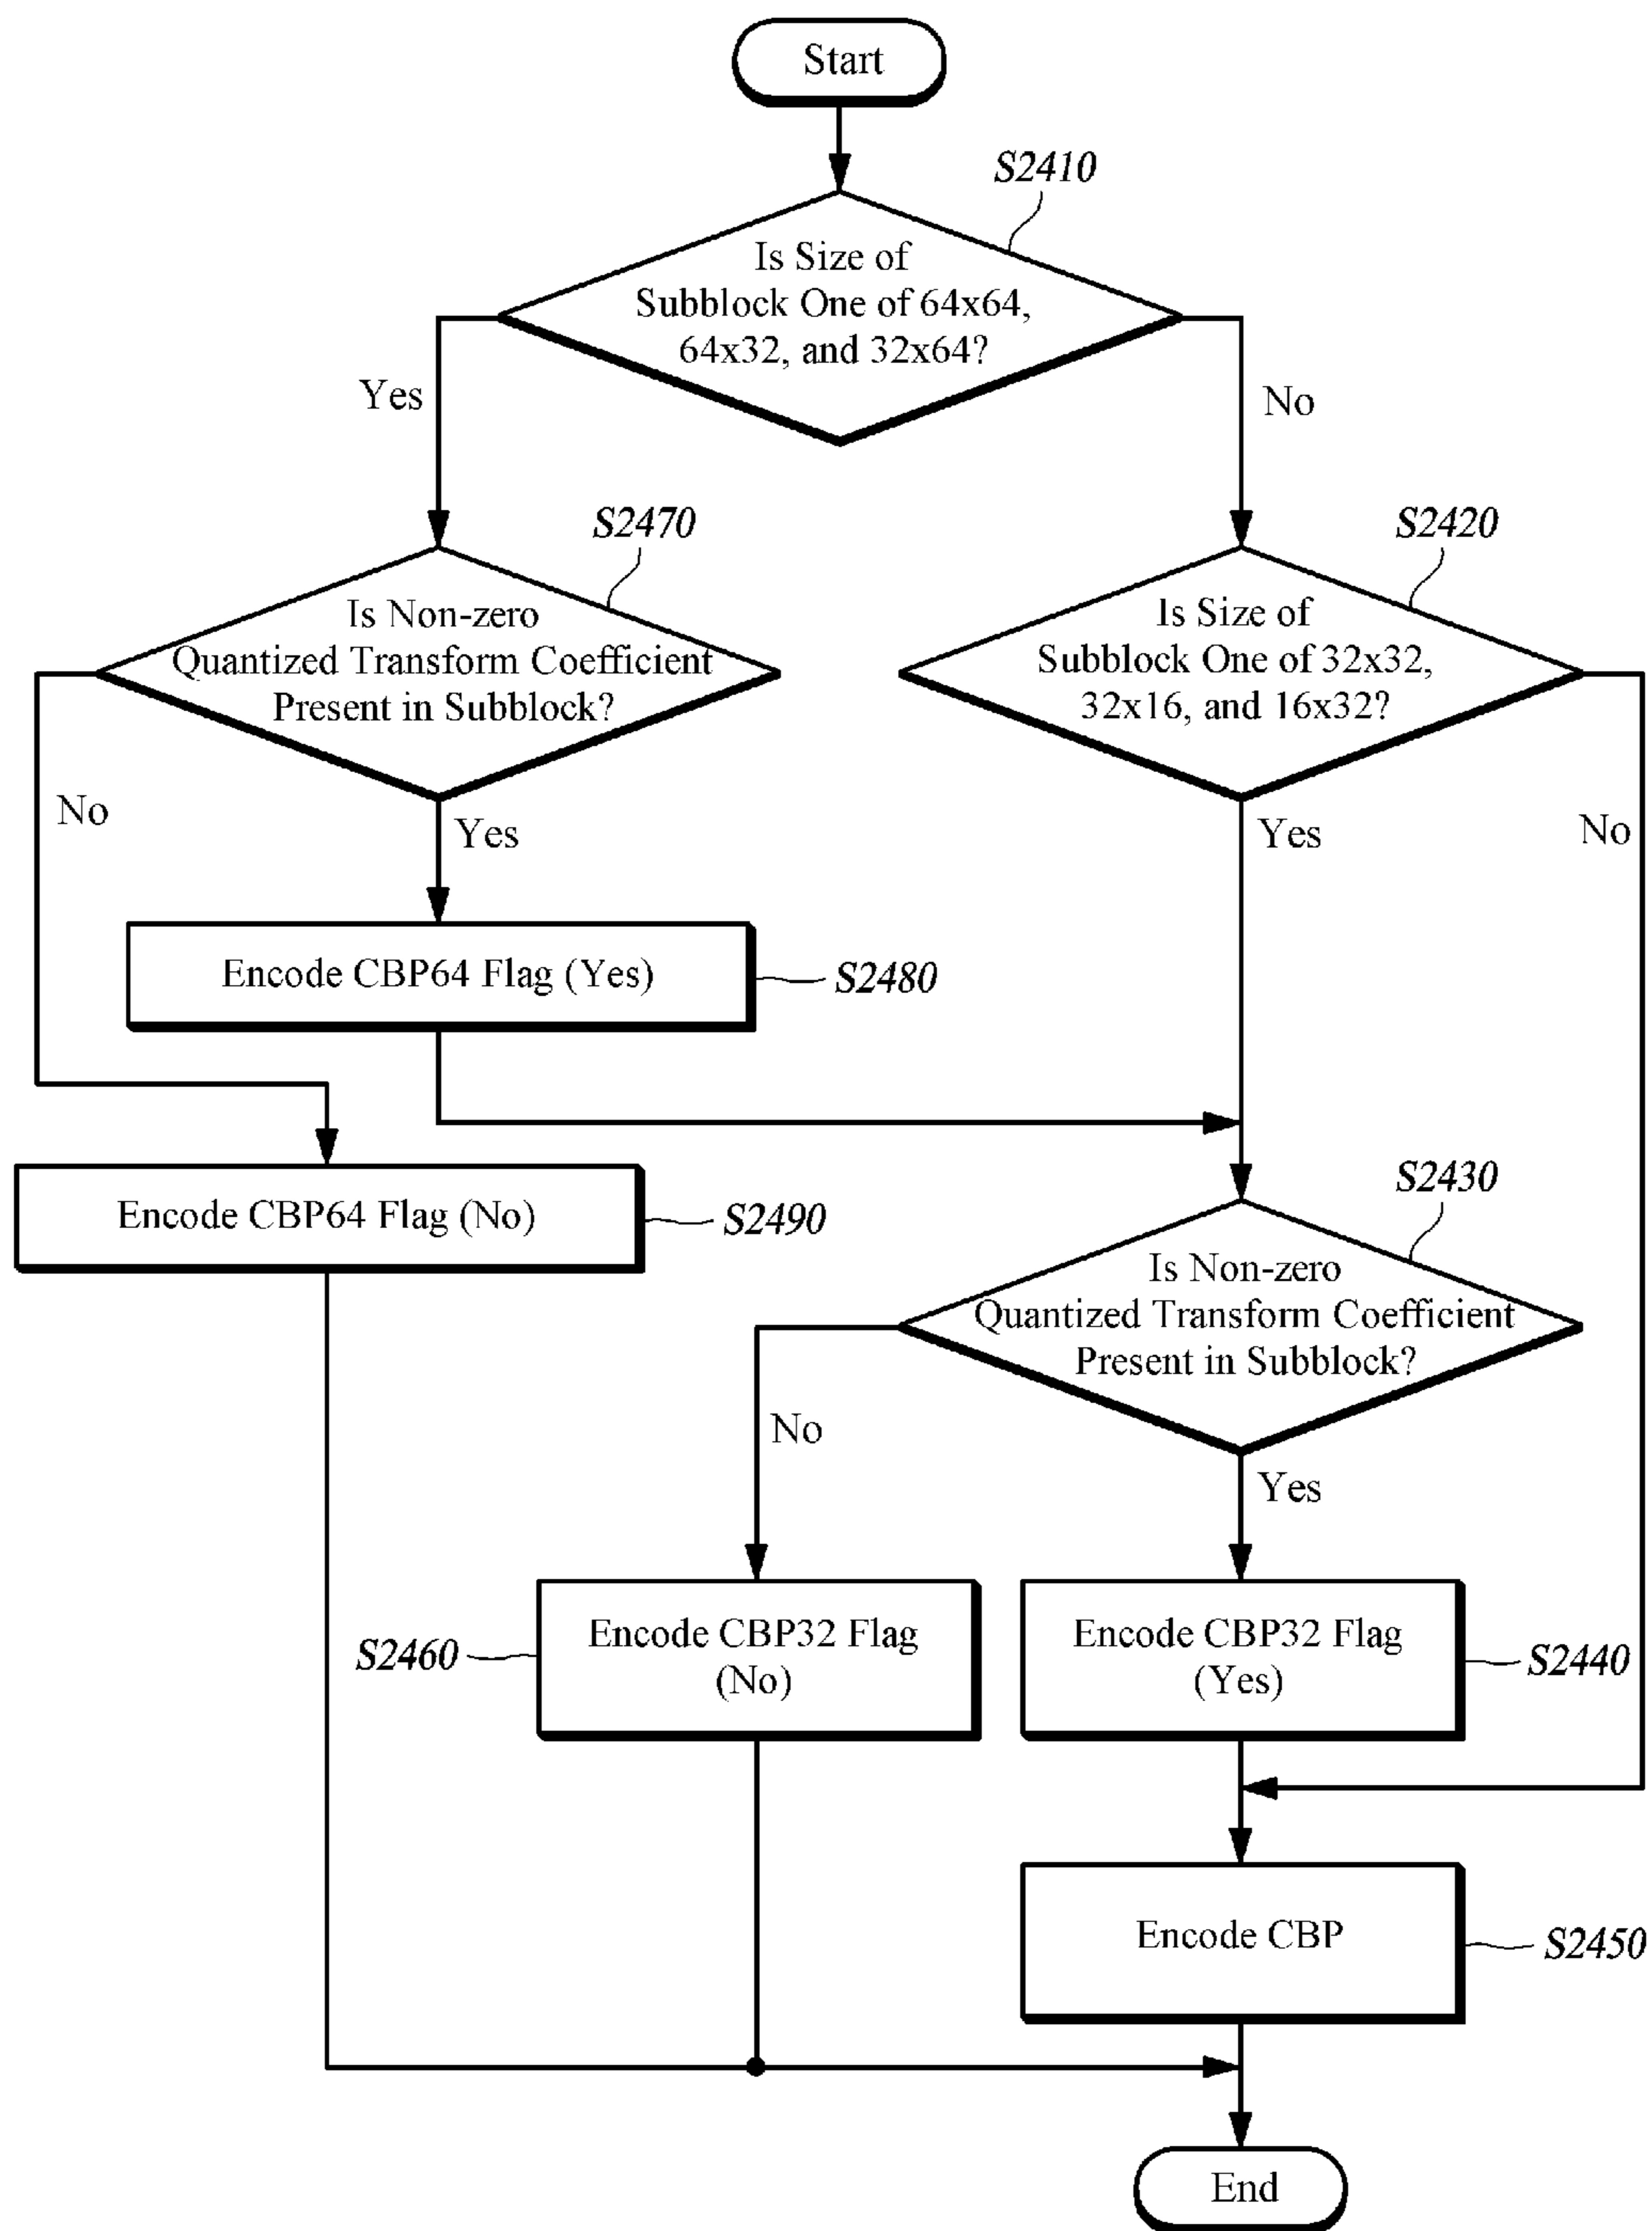 Start
S2410
Is Size of
Subblock One of 64x64,
64x32, and 32x64?
Yes
No
S2470
S2420
Is Non-zero
Quantized Transform Coefficient
Present in Subblock?
Is Size of
Subblock One of 32x32,
32x16, and 16x32?
No
Yes
Yes
No
Encode CBP64 Flag (Yes)
S2480
Encode CBP64 Flag (No)
S2490
S2430
Is Non-zero
Quantized Transform Coefficient
Present in Subblock?
No
Yes
S2460
Encode CBP32 Flag
(No)
Encode CBP32 Flag
(Yes)
S2440
Encode CBP
S2450
End